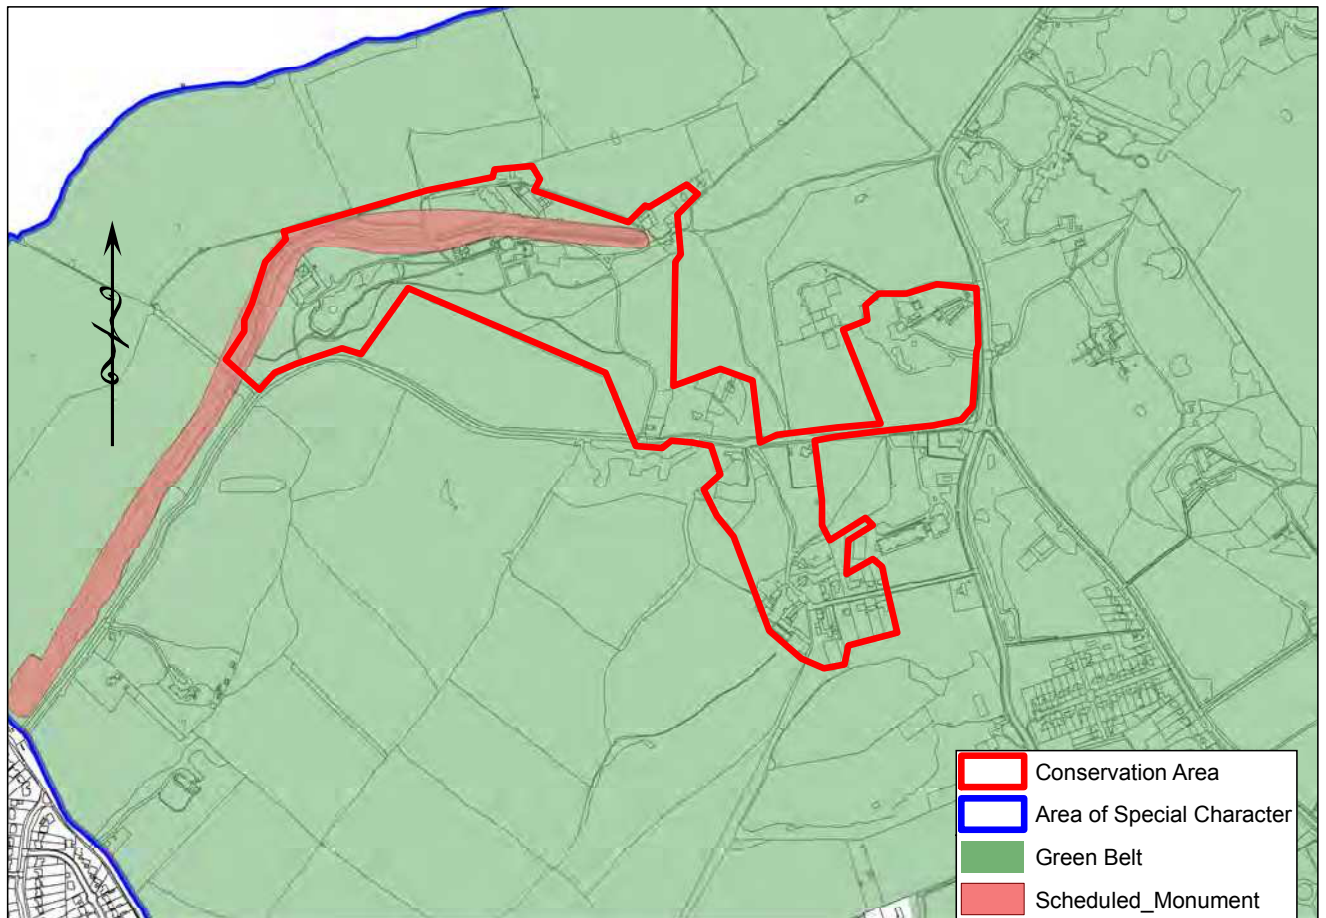 Conservation Area
Area of Special Character
Green Belt
Scheduled_Monument